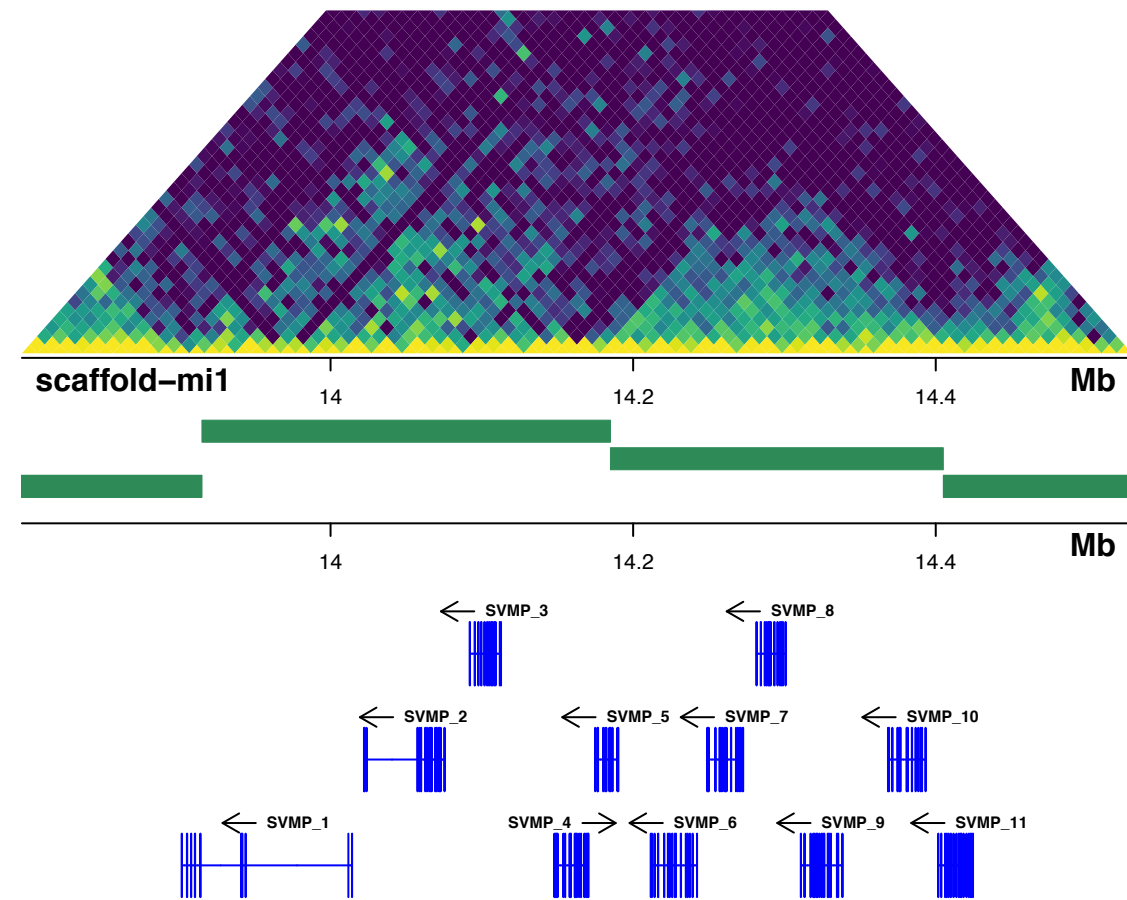 scaffold−mi1
Mb
14
14.2
14.4
Mb
14
14.2
14.4
SVMP_3
SVMP_8
SVMP_2
SVMP_5
SVMP_7
SVMP_10
SVMP_1
SVMP_4
SVMP_6
SVMP_9
SVMP_11